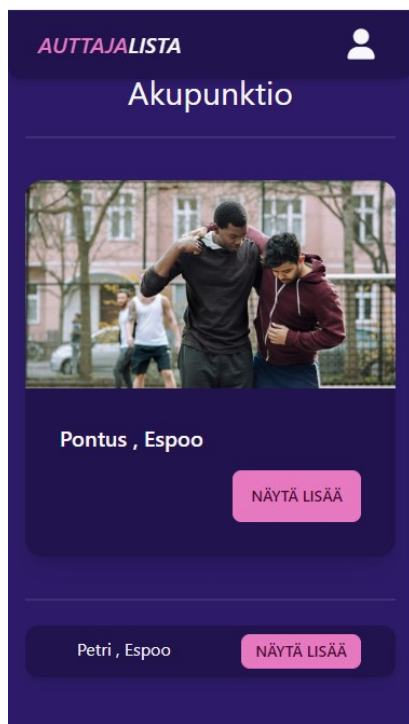 AUTTAJALISTA
Akupunktio
Pontus , Espoo
NÄYTÄ LISÄÄ
Petri , Espoo
NÄYTÄ LISÄÄ